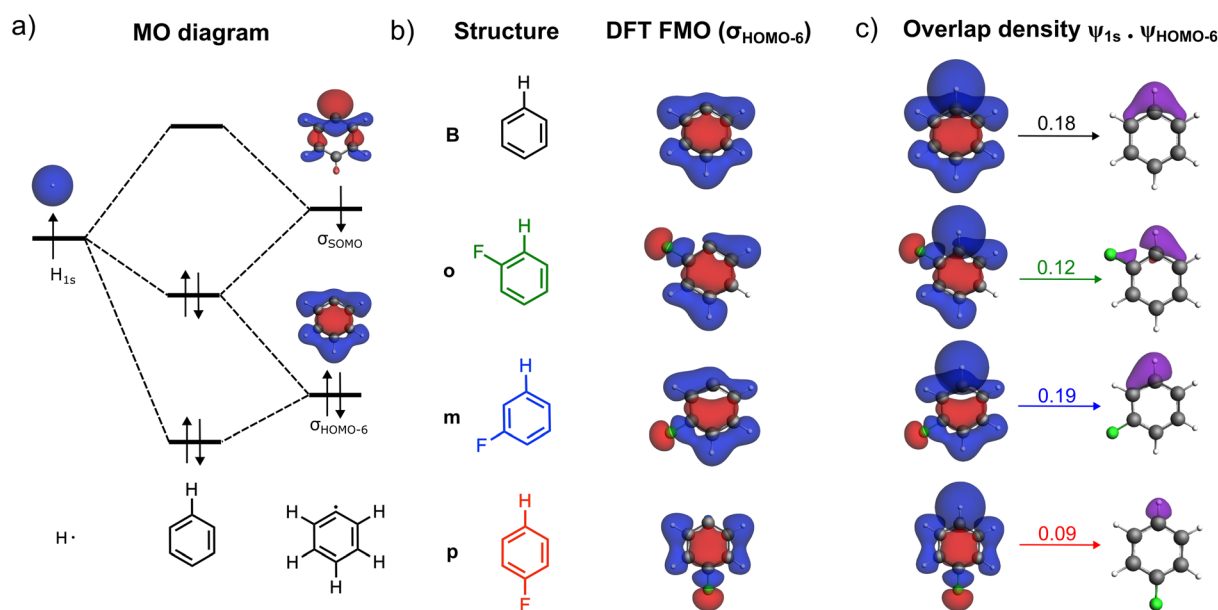 a) MO diagram
b) Structure DFT FMO (σHOMO-6)
c) Overlap density ψ1s . ψHOMO-6
H1s
σSOMO
σHOMO-6
H·
H
H
H
H
H
H
·
B
H
0.18
o
F
H
0.12
m
H
F
0.19
p
H
F
0.09